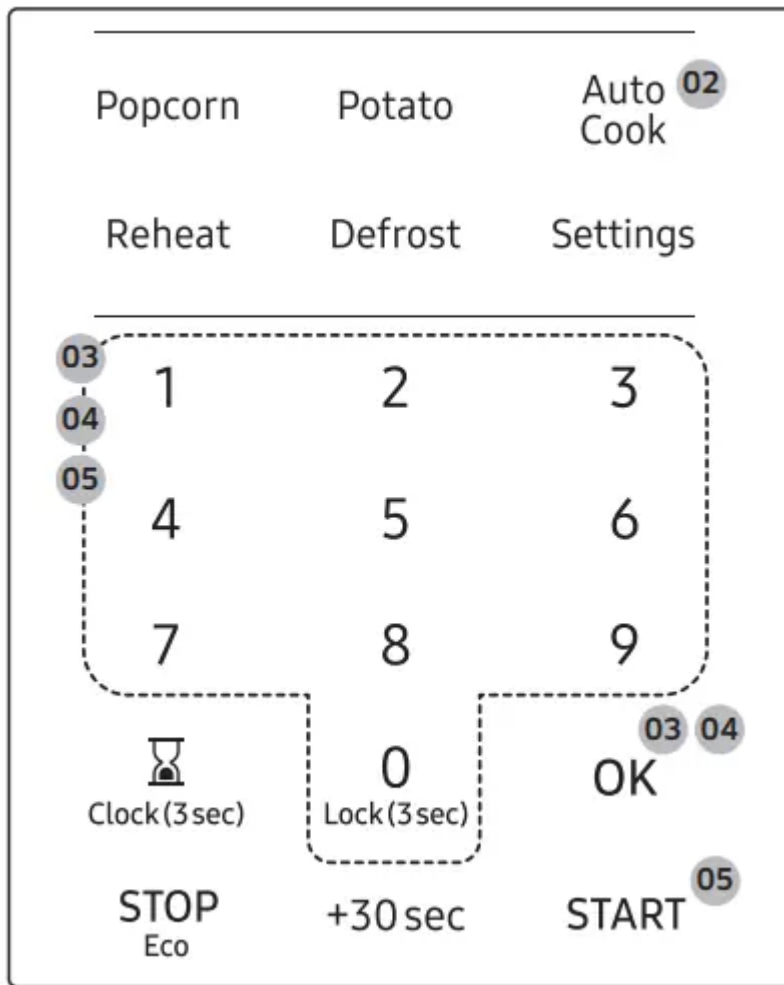 Popcorn Potato Auto 02
Cook
Reheat Defrost Settings
03
1 2 3
04
05
4 5 6
7 8 9
03 04
0 OK
Clock (3 sec) Lock (3 sec)
05
STOP +30 sec START
Eco